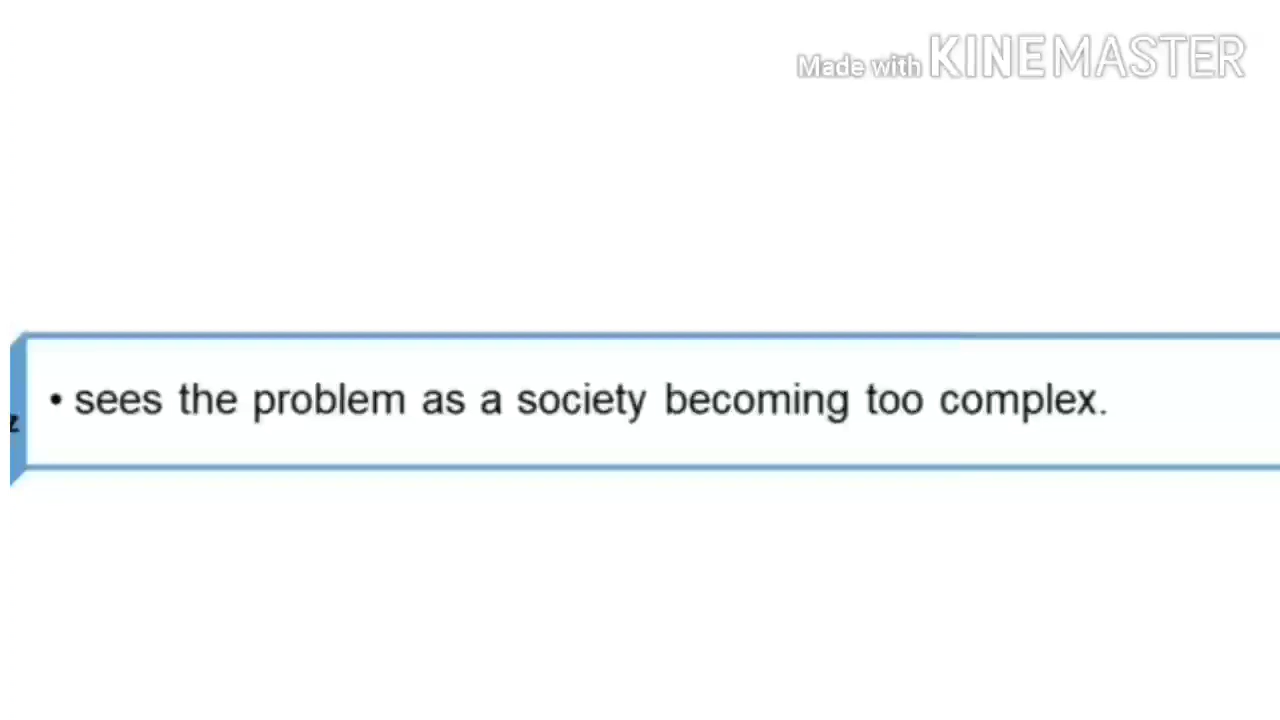 Made with KINEMASTER
• sees the problem as a society becoming too complex.